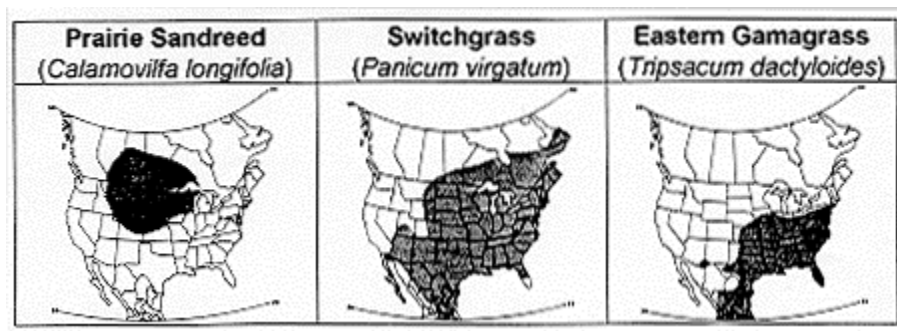 Prairie Sandreed
(Calamovilfa longifolia)
Switchgrass
(Panicum virgatum)
Eastern Gamagrass
(Tripsacum dactyloides)